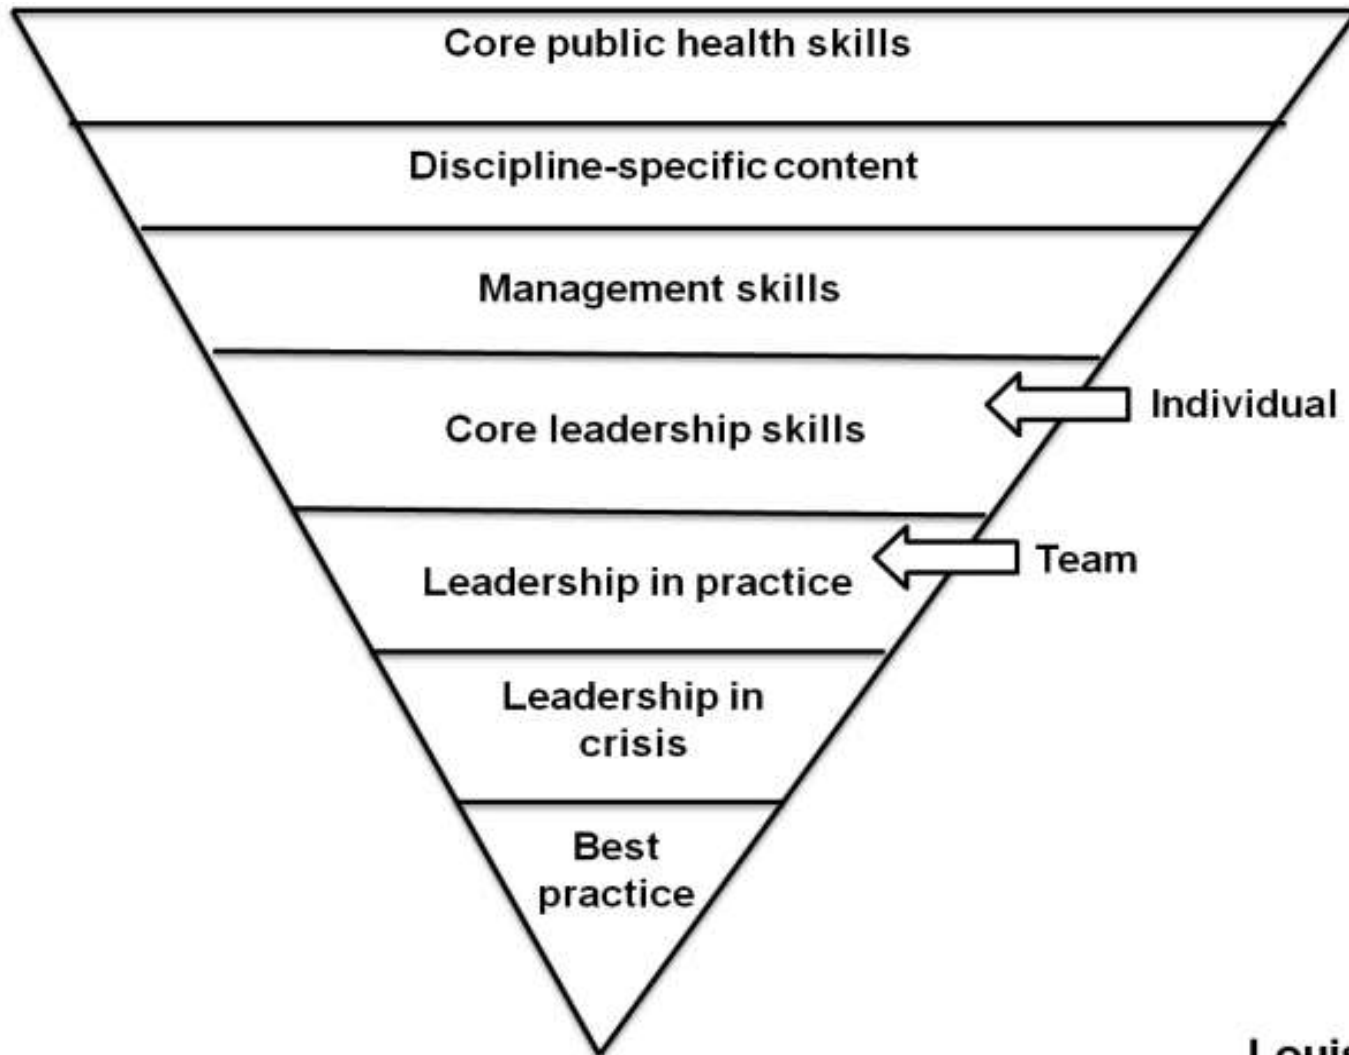 Core public health skills
Discipline-specific content
Management skills
Individual
Core leadership skills
Team
Leadership in practice
Leadership in
crisis
Best
practice